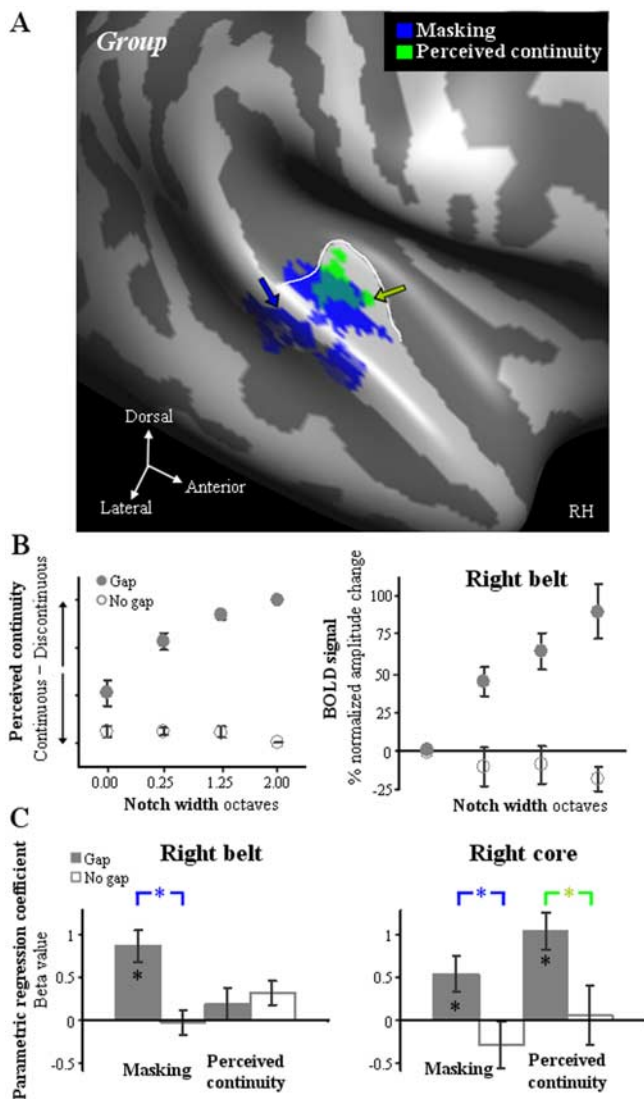 A
Group
Masking
Perceived continuity
Dorsal
Anterior
Lateral
RH
B
Perceived continuity
Continuous – Discontinuous
Gap
No gap
0.00 0.25 1.25 2.00
Notch width octaves
Right belt
BOLD signal
% normalized amplitude change
100
75
50
25
0
-25
Notch width octaves
C
Parametric regression coefficient
Beta value
Gap
No gap
Right belt
*
1
0.5
0
-0.5
*
Masking
Perceived
continuity
Right core
* *
1
0.5
0
-0.5
* *
Masking
Perceived
continuity